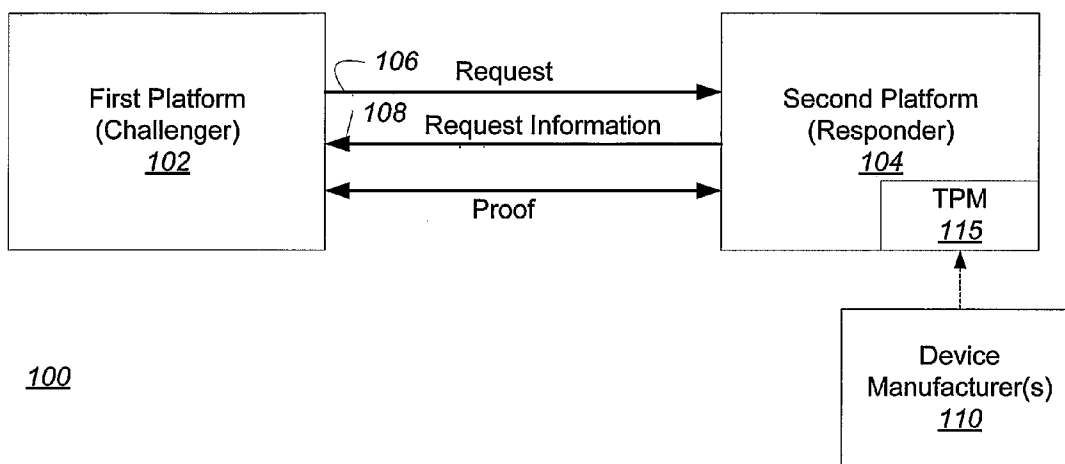 First Platform
(Challenger)
102
106
Request
108
Request Information
Proof
Second Platform
(Responder)
104
TPM
115
100
Device
Manufacturer(s)
110